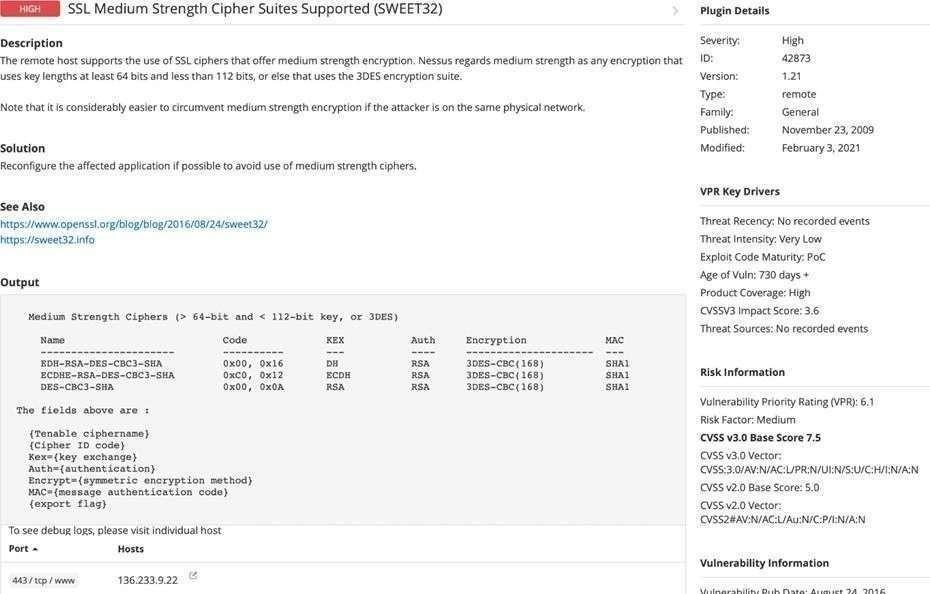 HIGH SSL Medium Strength Cipher Suites Supported (SWEET32)
Description
The remote host supports the use of SSL ciphers that offer medium strength encryption. Nessus regards medium strength as any encryption that
uses key lengths at least 64 bits and less than 112 bits, or else that uses the 3DES encryption suite.
Note that it is considerably easier to circumvent medium strength encryption if the attacker is on the same physical network.
Solution
Reconfigure the affected application if possible to avoid use of medium strength ciphers.
See Also
https://www.openssl.org/blog/blog/2016/08/24/sweet32/
https://sweet32.info
Output
Medium Strength Ciphers (> 64-bit and < 112-bit key, or 3DES)
Name Code KEX Auth Encryption MAC
---------------------- ---------- --- ---- --------------------- ---
EDH-RSA-DES-CBC3-SHA 0x00, 0x16 DH RSA 3DES-CBC(168) SHA1
ECDHE-RSA-DES-CBC3-SHA 0xC0, 0x12 ECDH RSA 3DES-CBC(168) SHA1
DES-CBC3-SHA 0x00, 0x0A RSA RSA 3DES-CBC(168) SHA1
The fields above are :
{Tenable ciphername}
{Cipher ID code}
Kex={key exchange}
Auth={authentication}
Encrypt={symmetric encryption method}
MAC={message authentication code}
{export flag}
To see debug logs, please visit individual host
Port Hosts
443 / tcp / www 136.233.9.22
Plugin Details
Severity: High
ID: 42873
Version: 1.21
Type: remote
Family: General
Published: November 23, 2009
Modified: February 3, 2021
VPR Key Drivers
Threat Recency: No recorded events
Threat Intensity: Very Low
Exploit Code Maturity: PoC
Age of Vuln: 730 days +
Product Coverage: High
CVSSV3 Impact Score: 3.6
Threat Sources: No recorded events
Risk Information
Vulnerability Priority Rating (VPR): 6.1
Risk Factor: Medium
CVSS v3.0 Base Score 7.5
CVSS v3.0 Vector:
CVSS:3.0/AV:N/AC:L/PR:N/UI:N/S:U/C:H/I:N/A:N
CVSS v2.0 Base Score: 5.0
CVSS v2.0 Vector:
CVSS2#AV:N/AC:L/Au:N/C:P/I:N/A:N
Vulnerability Information
Vulnerability Pub Date: August 24, 2016